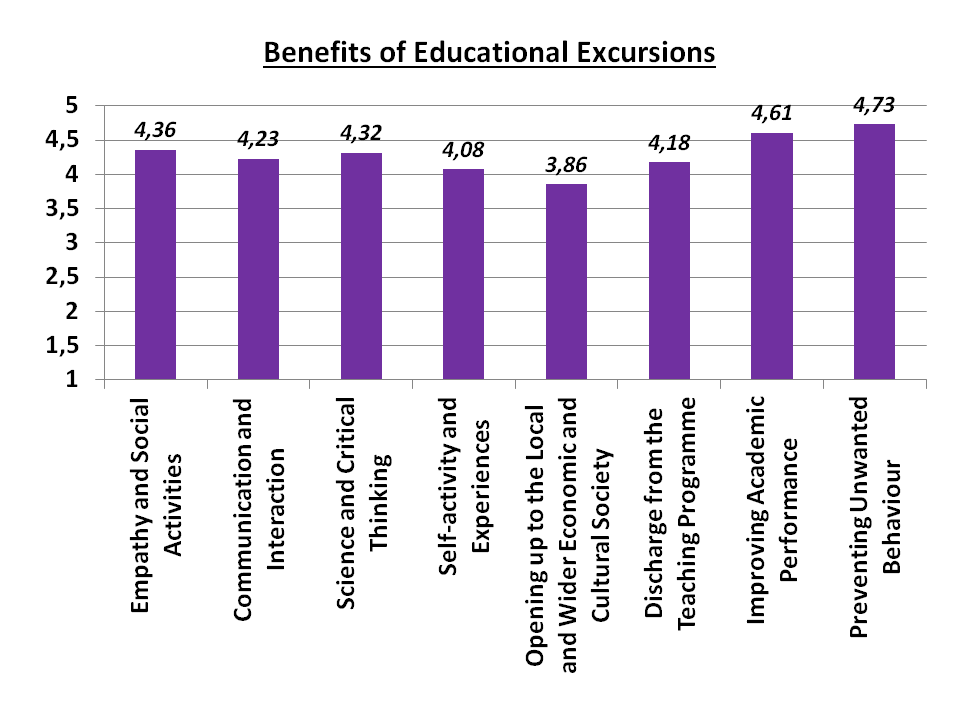 Benefits of Educational Excursions
5
4,5
4
3,5
3
2,5
2
1,5
1
4,36
4,23
4,32
4,08
3,86
4,18
4,61
4,73
Empathy and Social
Activities
Communication and
Interaction
Science and Critical
Thinking
Self-activity and
Experiences
Opening up to the Local
and Wider Economic and
Cultural Society
Discharge from the
Teaching Programme
Improving Academic
Performance
Preventing Unwanted
Behaviour